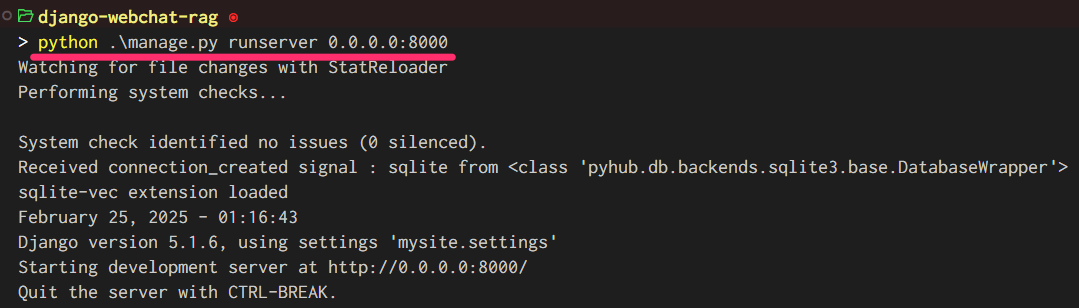 django-webchat-rag
> python .\manage.py runserver 0.0.0.0:8000
Watching for file changes with StatReloader
Performing system checks...
System check identified no issues (0 silenced).
Received connection_created signal : sqlite from <class 'pyhub.db.backends.sqlite3.base.DatabaseWrapper'>
sqlite-vec extension loaded
February 25, 2025 - 01:16:43
Django version 5.1.6, using settings 'mysite.settings'
Starting development server at http://0.0.0.0:8000/
Quit the server with CTRL-BREAK.